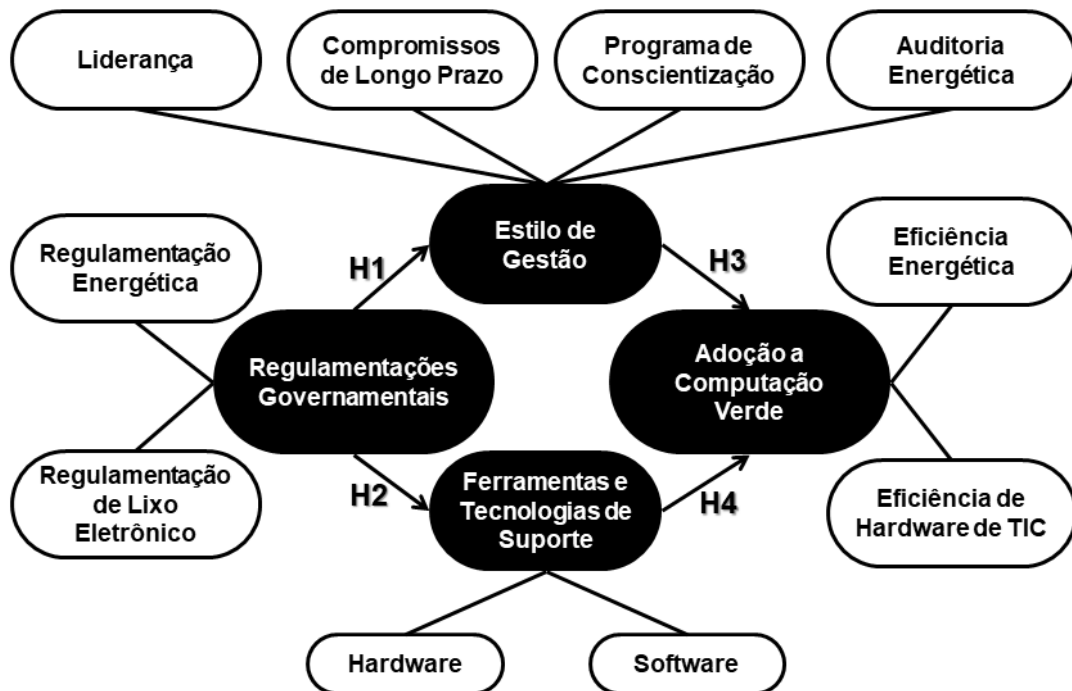 Liderança
Compromissos
de Longo Prazo
Programa de
Conscientização
Auditoria
Energética
Estilo de
Gestão
Regulamentação
Energética
Eficiência
Energética
H1
H3
Regulamentações
Governamentais
Adoção a
Computação
Verde
Regulamentação
de Lixo
Eletrônico
H2
Ferramentas e
Tecnologias de
Suporte
H4
Eficiência de
Hardware de TIC
Hardware
Software